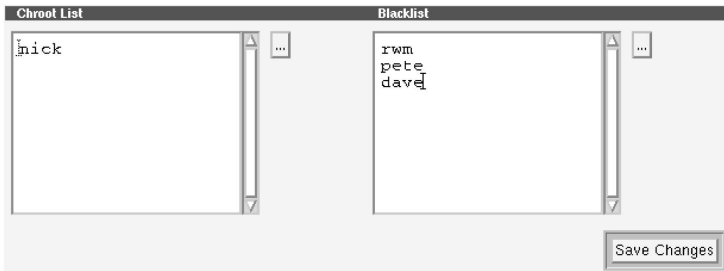 Chroot List
Blacklist
nick
...
rwm
pete
dave
...
Save Changes